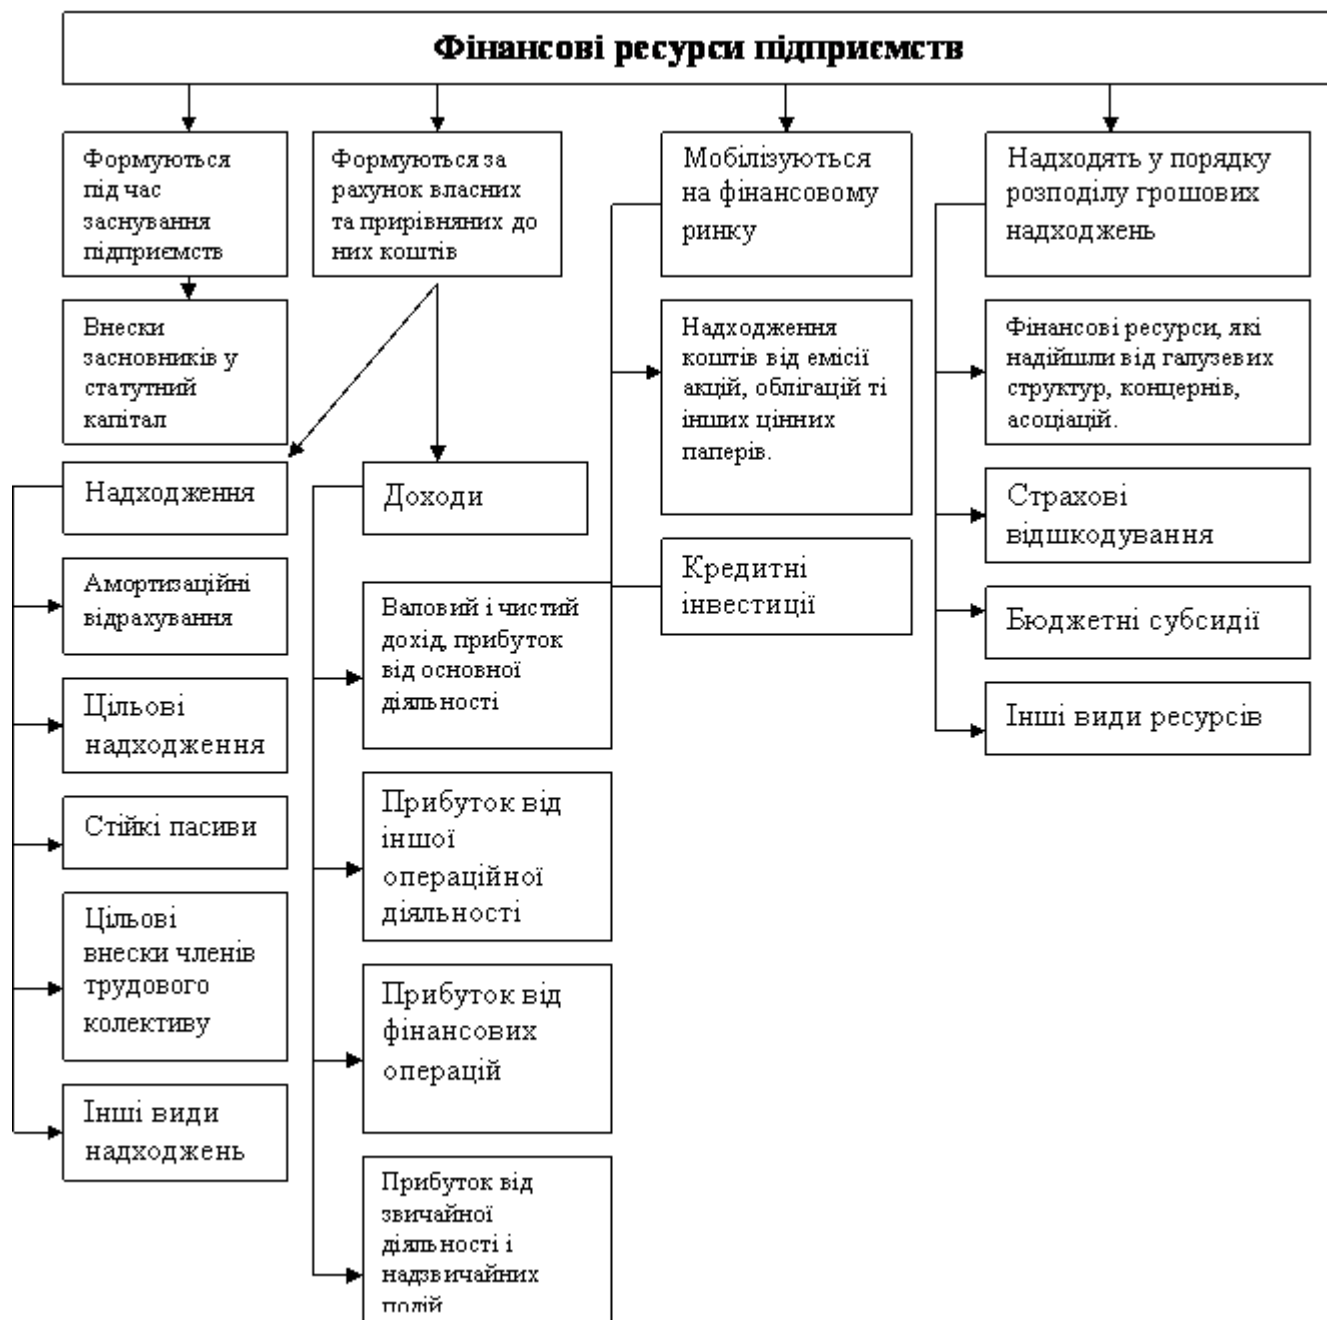 Фінансові ресурси підприємств
Формуються
під час
заснування
підприємств
Формуються за
рахунок власних
та прирівняних до
них коштів
Мобілізуються
на фінансовому
ринку
Надходять у порядку
розподілу грошових
надходжень
Внески
засновників у
статутний
капітал
Надходження
коштів від емісії
акцій, облігацій ті
інших цінних
паперів.
Фінансові ресурси, які
надійшли від галузевих
структур, концернів,
асоціацій.
Надходження
Доходи
Страхові
відшкодування
Амортизаційні
відрахування
Валовий і чистий
дохід, прибуток
від основної
діяльності
Кредитні
інвестиції
Бюджетні субсидії
Цільові
надходження
Інші види ресурсів
Стійкі пасиви
Прибуток від
іншої
операційної
діяльності
Цільові
внески членів
трудового
колективу
Прибуток від
фінансових
операцій
Інші види
надходжень
Прибуток від
звичайної
діяльності і
надзвичайних
подій